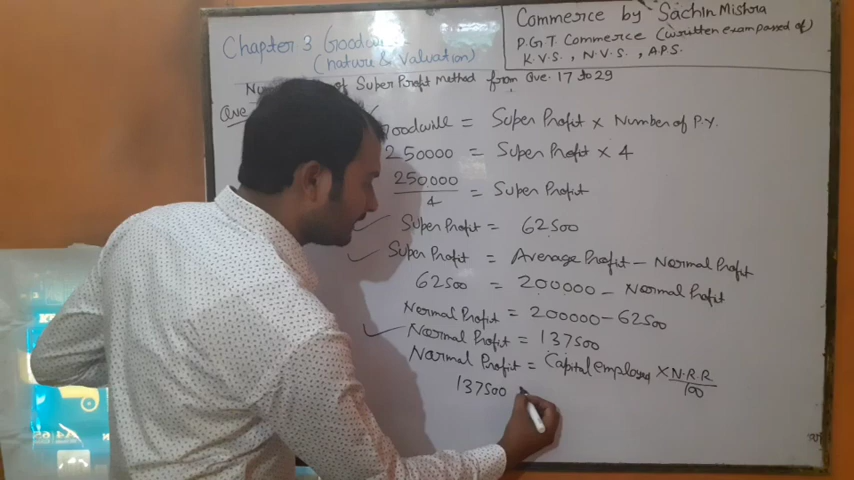 Commerce by Sachin Mishra
P.G.T Commerce (written exam passed of)
K.V.S., N.V.S., A.P.S.
Chapter 3 Goodwi
(Nature & Valuation)
Nu of Super Profit Method from Que. 17 to 29
Que
Goodwill = Super Profit × Number of P.Y.
250000 = Super Profit × 4
250000/4 = Super Profit
Super Profit = 62500
Super Profit = Average Profit - Normal Profit
62500 = 200000 - Normal Profit
Normal Profit = 200000 - 62500
Normal Profit = 137500
Normal Profit = Capital employed × N.R.R/100
137500